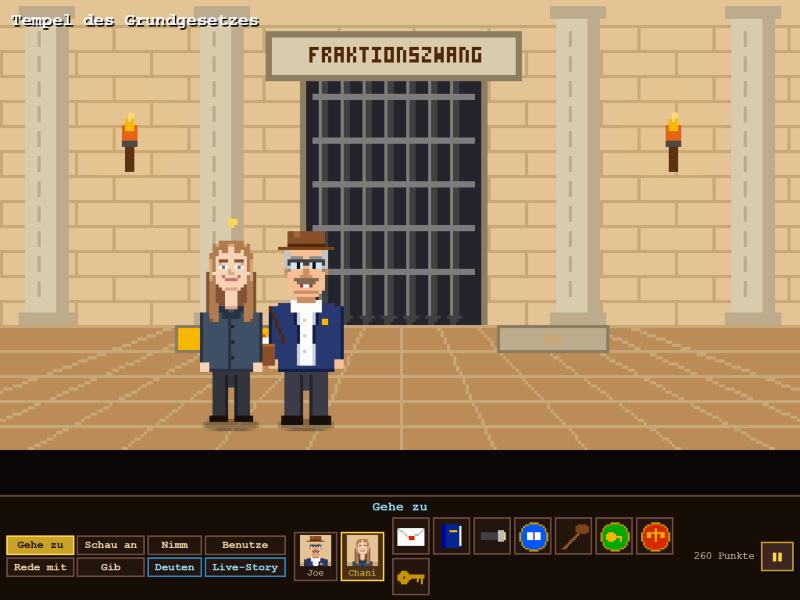 Tempel des Grundgesetzes
FRAKTIONSZWANG
Gehe zu
Gehe zu Schau an Nimm Benutze
Rede mit Gib Deuten Live-Story
Joe Chani
260 Punkte